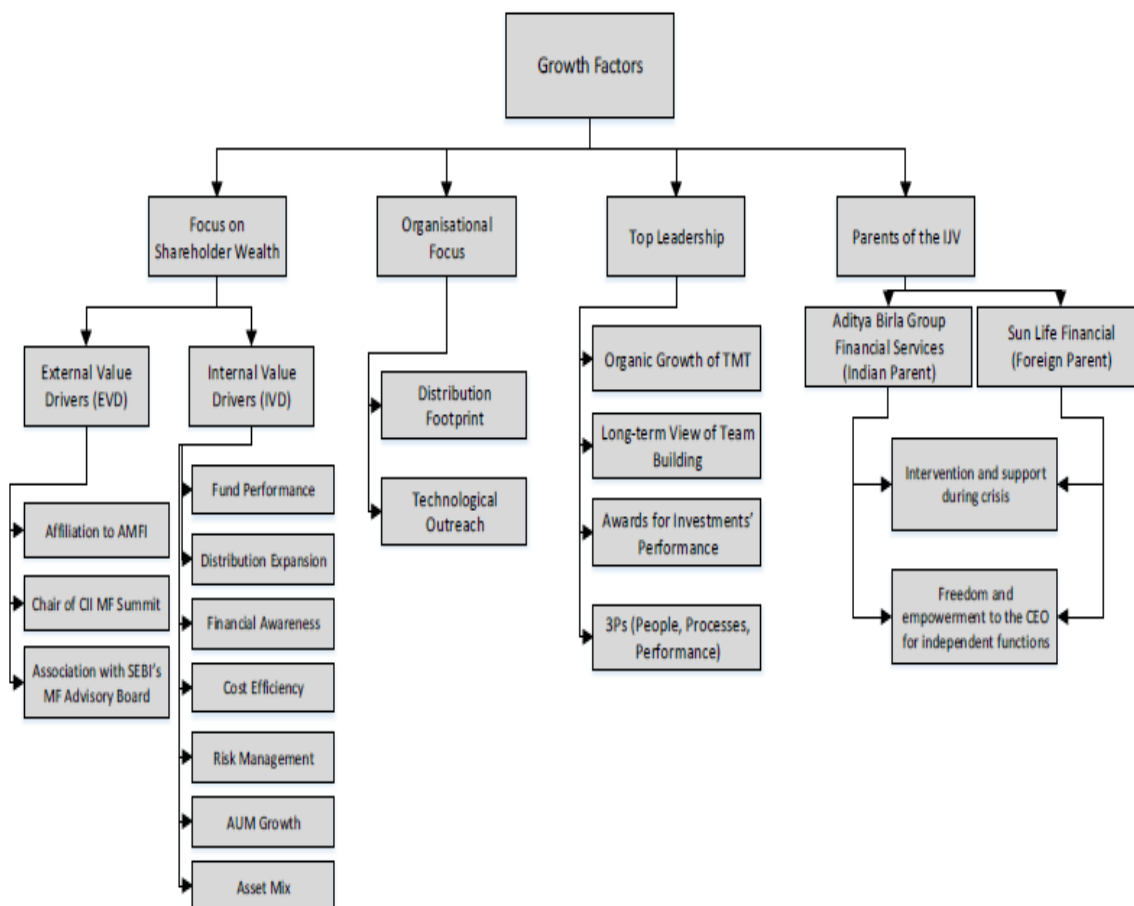 Growth Factors
Focus on
Shareholder Wealth
Organisational
Focus
Top Leadership
Parents of the IJV
External Value
Drivers (EVD)
Internal Value
Drivers (IVD)
Aditya Birla Group
Financial Services
(Indian Parent)
Sun Life Financial
(Foreign Parent)
Affiliation to AMFI
Chair of CII MF Summit
Association with SEBI's
MF Advisory Board
Fund Performance
Distribution Expansion
Financial Awareness
Cost Efficiency
Risk Management
AUM Growth
Asset Mix
Distribution
Footprint
Technological
Outreach
Organic Growth of TMT
Long-term View of Team
Building
Awards for Investments'
Performance
3Ps (People, Processes,
Performance)
Intervention and support
during crisis
Freedom and
empowerment to the CEO
for independent functions